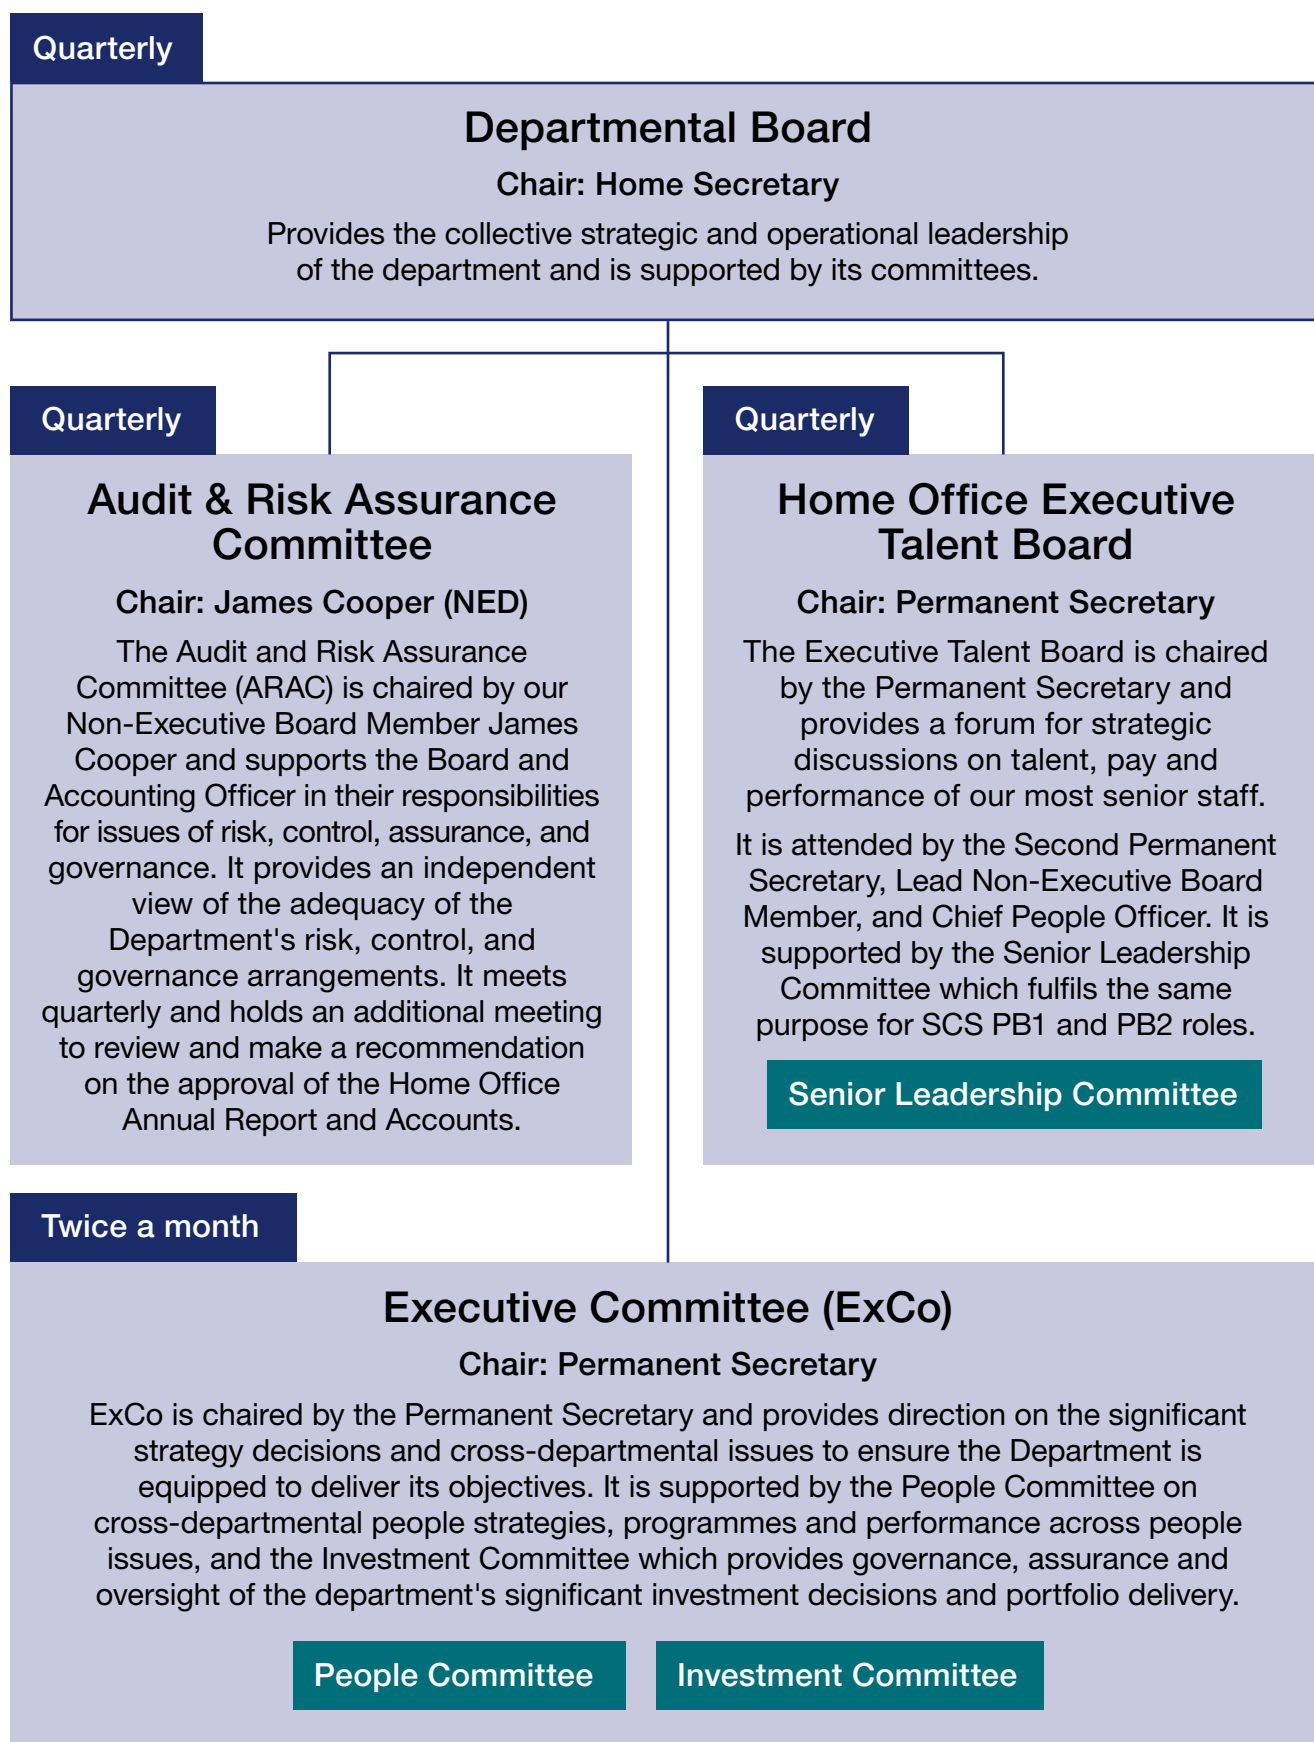 Quarterly
Departmental Board
Chair: Home Secretary
Provides the collective strategic and operational leadership
of the department and is supported by its committees.
Quarterly
Audit & Risk Assurance
Committee
Chair: James Cooper (NED)
The Audit and Risk Assurance
Committee (ARAC) is chaired by our
Non-Executive Board Member James
Cooper and supports the Board and
Accounting Officer in their responsibilities
for issues of risk, control, assurance, and
governance. It provides an independent
view of the adequacy of the
Department's risk, control, and
governance arrangements. It meets
quarterly and holds an additional meeting
to review and make a recommendation
on the approval of the Home Office
Annual Report and Accounts.
Quarterly
Home Office Executive
Talent Board
Chair: Permanent Secretary
The Executive Talent Board is chaired
by the Permanent Secretary and
provides a forum for strategic
discussions on talent, pay and
performance of our most senior staff.
It is attended by the Second Permanent
Secretary, Lead Non-Executive Board
Member, and Chief People Officer. It is
supported by the Senior Leadership
Committee which fulfils the same
purpose for SCS PB1 and PB2 roles.
Senior Leadership Committee
Twice a month
Executive Committee (ExCo)
Chair: Permanent Secretary
ExCo is chaired by the Permanent Secretary and provides direction on the significant
strategy decisions and cross-departmental issues to ensure the Department is
equipped to deliver its objectives. It is supported by the People Committee on
cross-departmental people strategies, programmes and performance across people
issues, and the Investment Committee which provides governance, assurance and
oversight of the department's significant investment decisions and portfolio delivery.
People Committee
Investment Committee